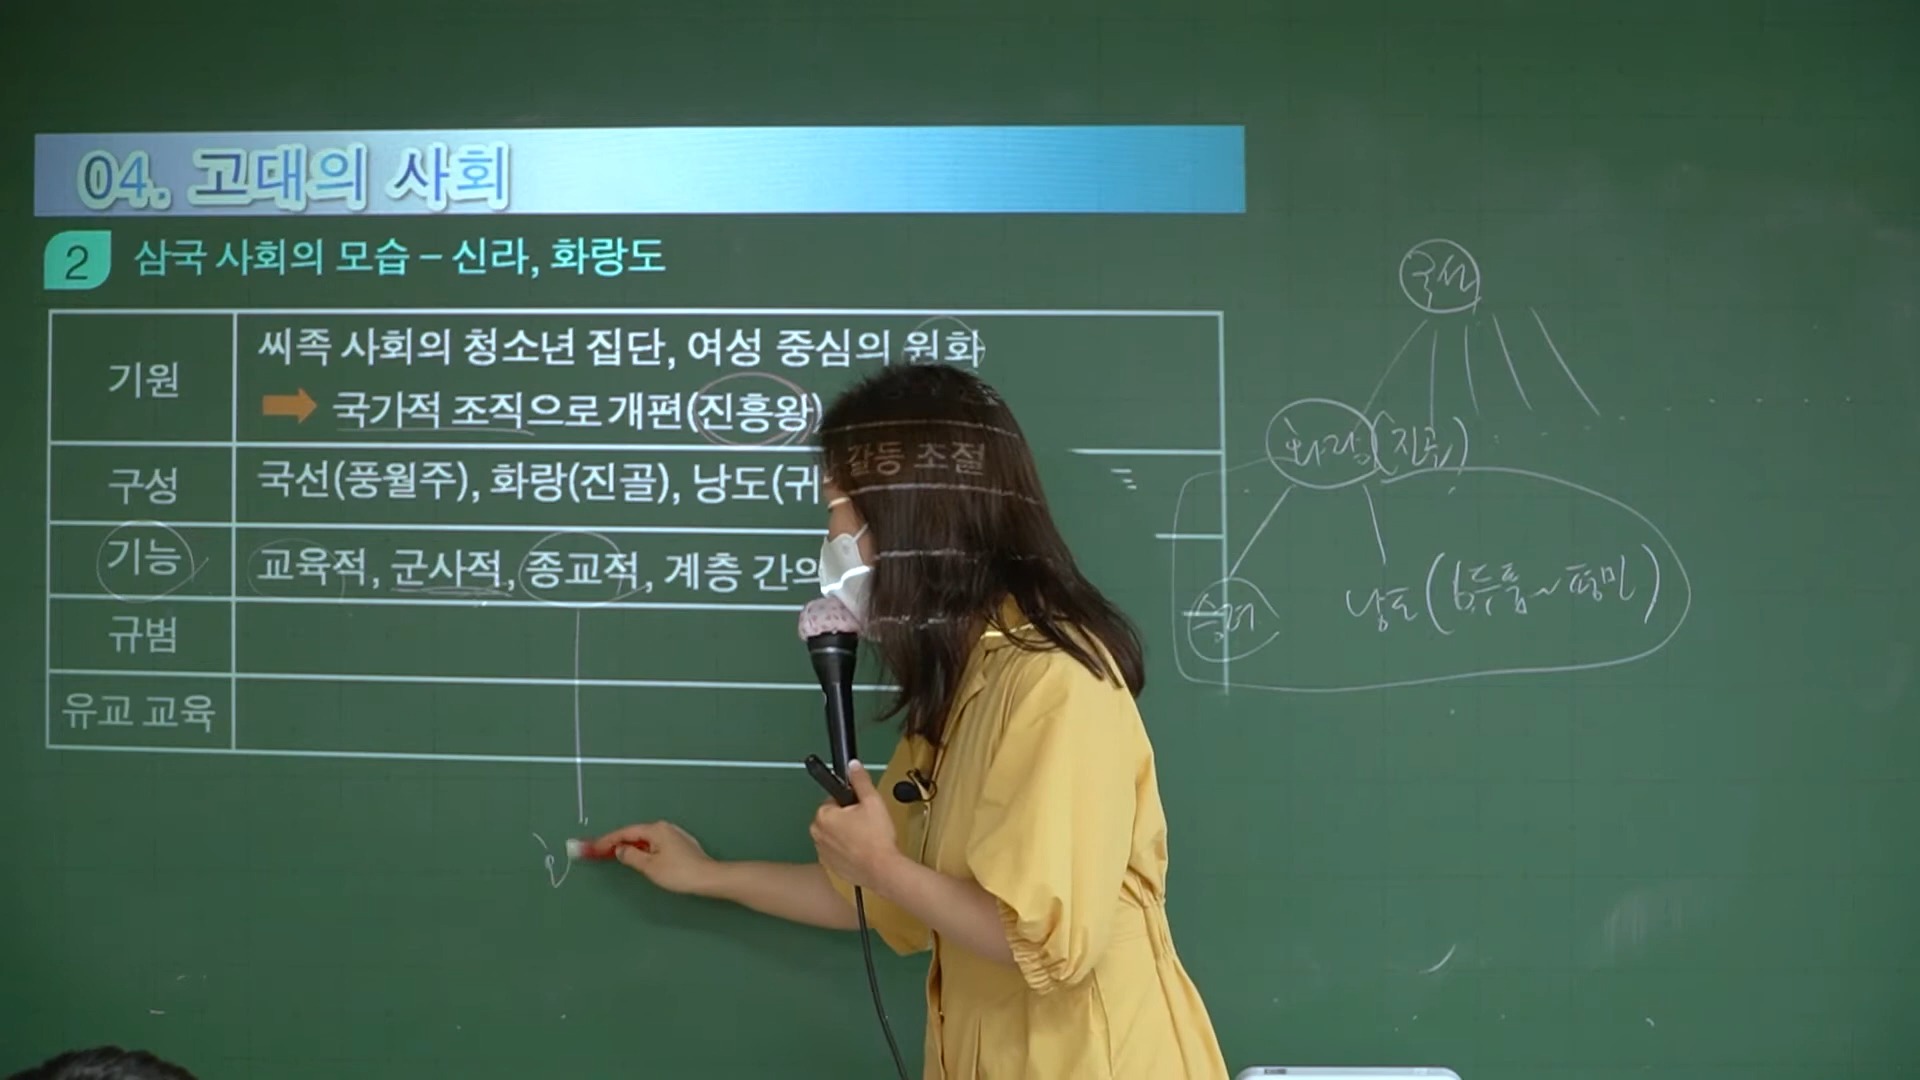 04. 고대의 사회
2 삼국 사회의 모습 – 신라, 화랑도
기원
씨족 사회의 청소년 집단, 여성 중심의 원화
국가적 조직으로 개편(진흥왕)
구성
국선(풍월주), 화랑(진골), 낭도(귀
기능
교육적, 군사적, 종교적, 계층 간의 갈등 조절
규범
유교 교육
국선
화랑(진골)
승려
낭도(6두품~평민)